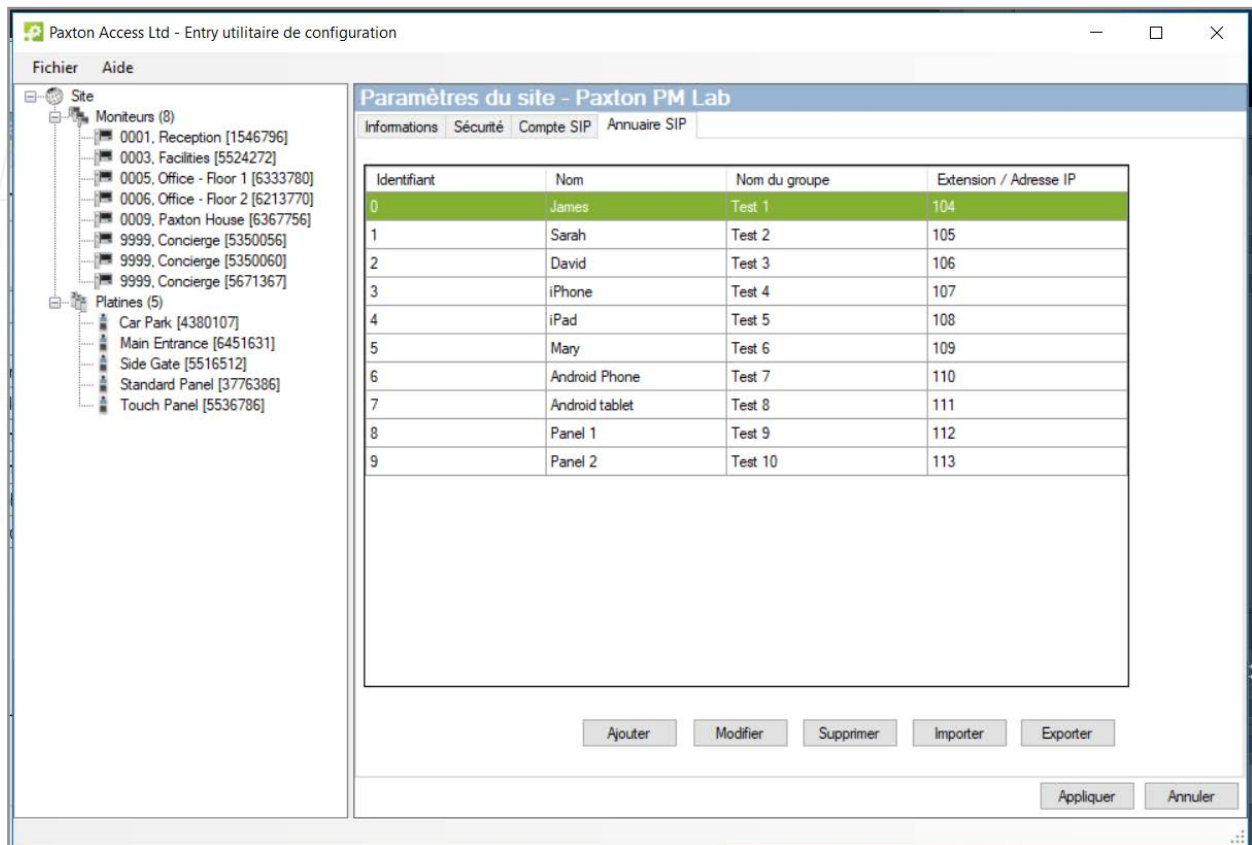 Paxton Access Ltd - Entry utilitaire de configuration
Fichier Aide
Site
Moniteurs (8)
0001, Reception [1546796]
0003, Facilities [5524272]
0005, Office - Floor 1 [6333780]
0006, Office - Floor 2 [6213770]
0009, Paxton House [6367756]
9999, Concierge [5350056]
9999, Concierge [5350060]
9999, Concierge [5671367]
Platines (5)
Car Park [4380107]
Main Entrance [6451631]
Side Gate [5516512]
Standard Panel [3776386]
Touch Panel [5536786]
Paramètres du site - Paxton PM Lab
Informations Sécurité Compte SIP Annuaire SIP
Identifiant Nom Nom du groupe Extension / Adresse IP
0 James Test 1 104
1 Sarah Test 2 105
2 David Test 3 106
3 iPhone Test 4 107
4 iPad Test 5 108
5 Mary Test 6 109
6 Android Phone Test 7 110
7 Android tablet Test 8 111
8 Panel 1 Test 9 112
9 Panel 2 Test 10 113
Ajouter Modifier Supprimer Importer Exporter
Appliquer Annuler